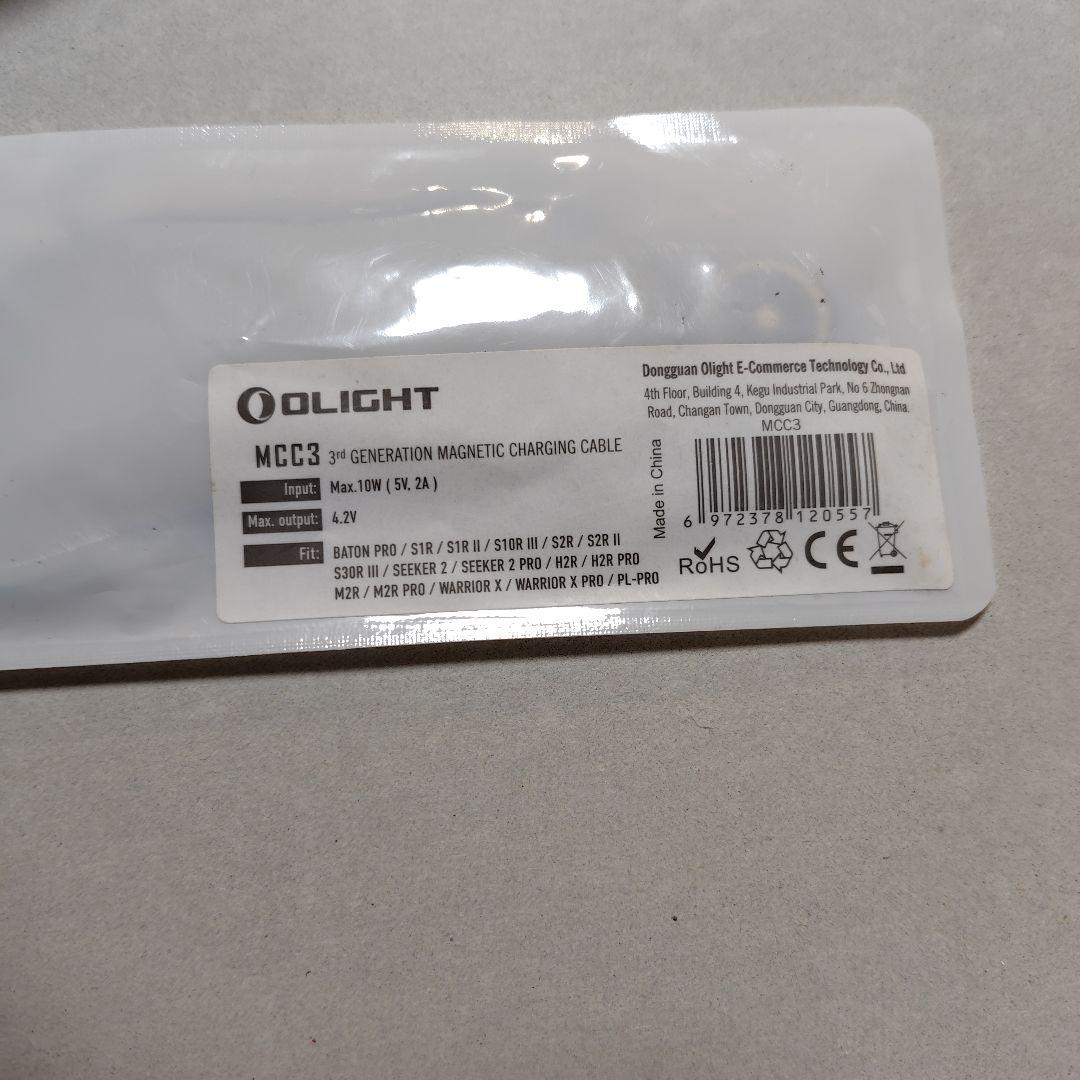 OLIGHT
MCC3 3rd GENERATION MAGNETIC CHARGING CABLE
Input: Max.10W ( 5V, 2A )
Max. output: 4.2V
Fit: BATON PRO / S1R / S1R II / S10R III / S2R / S2R II
S30R III / SEEKER 2 / SEEKER 2 PRO / H2R / H2R PRO
M2R / M2R PRO / WARRIOR X / WARRIOR X PRO / PL-PRO
Dongguan Olight E-Commerce Technology Co., Ltd
4th Floor, Building 4, Kegu Industrial Park, No 6 Zhongnan
Road, Changan Town, Dongguan City, Guangdong, China.
MCC3
Made in China
6 972378 120557
RoHS CE